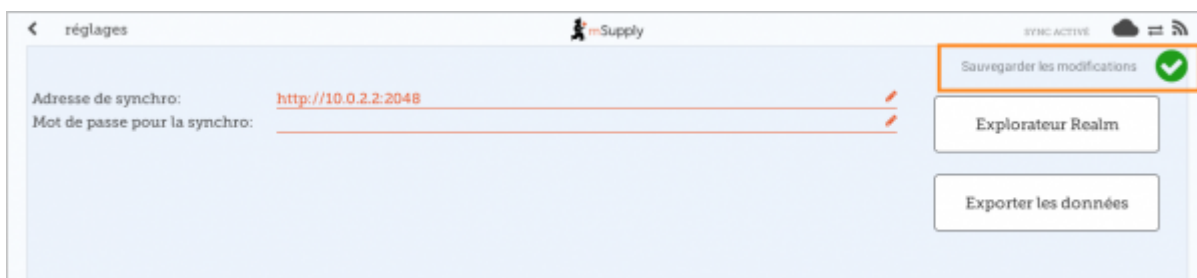 réglages
mSupply
SYNC ACTIVE
Sauvegarder les modifications
Adresse de synchro: http://10.0.2.2:2048
Mot de passe pour la synchro:
Explorateur Realm
Exporter les données